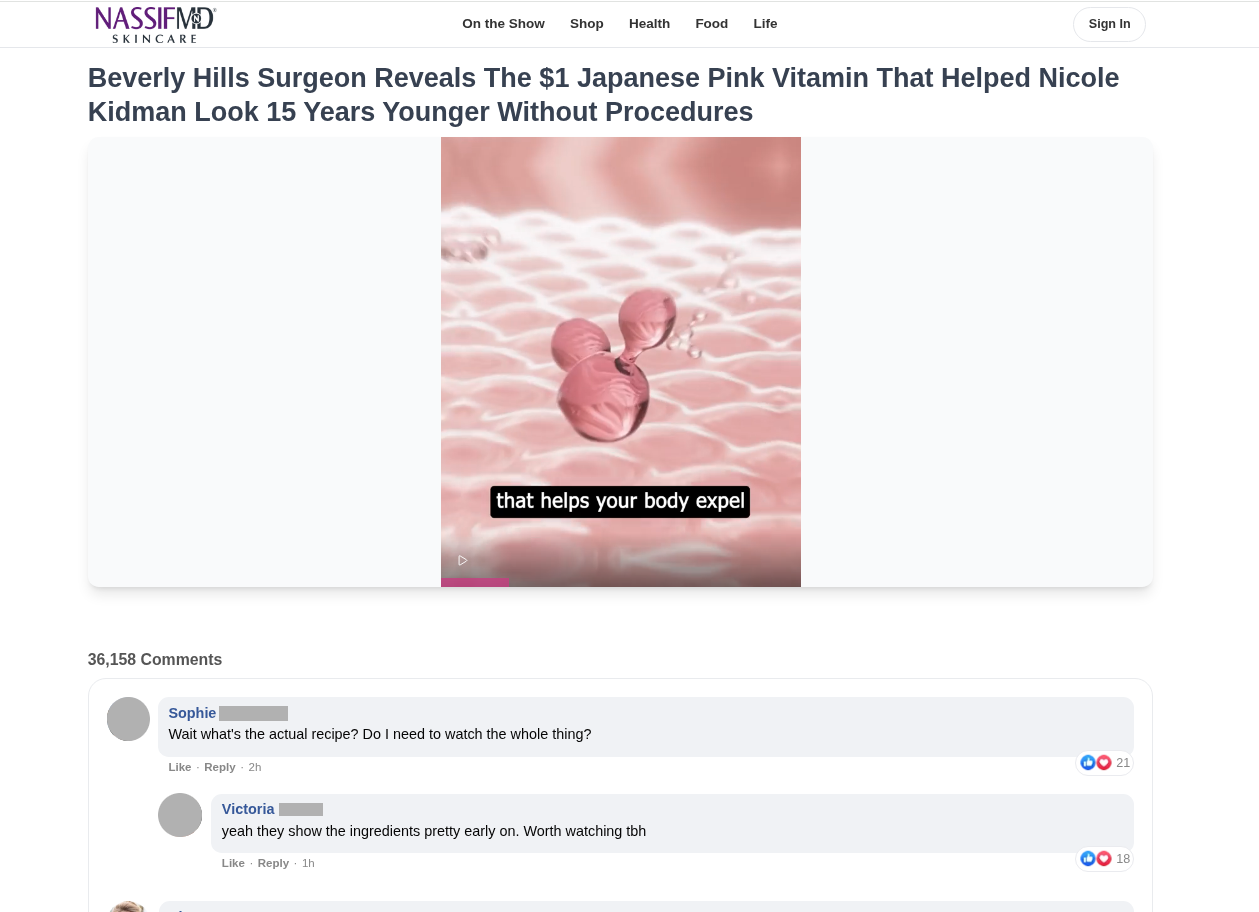 NASSIFMD®
SKINCARE
On the Show Shop Health Food Life
Sign In
Beverly Hills Surgeon Reveals The $1 Japanese Pink Vitamin That Helped Nicole
Kidman Look 15 Years Younger Without Procedures
that helps your body expel
36,158 Comments
Sophie
Wait what's the actual recipe? Do I need to watch the whole thing?
Like · Reply · 2h
21
Victoria
yeah they show the ingredients pretty early on. Worth watching tbh
Like · Reply · 1h
18